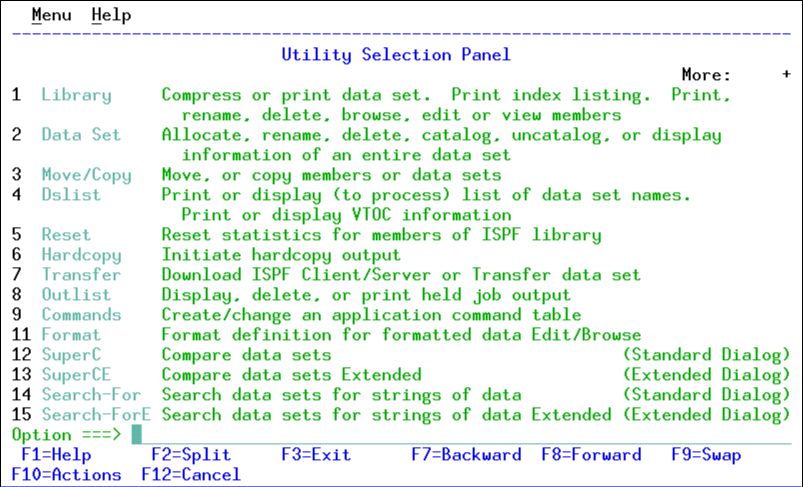 Menu  Help
Utility Selection Panel
More:     +
1  Library     Compress or print data set.  Print index listing.  Print,
rename, delete, browse, edit or view members
2  Data Set    Allocate, rename, delete, catalog, uncatalog, or display
information of an entire data set
3  Move/Copy   Move, or copy members or data sets
4  Dslist      Print or display (to process) list of data set names.
Print or display VTOC information
5  Reset       Reset statistics for members of ISPF library
6  Hardcopy    Initiate hardcopy output
7  Transfer    Download ISPF Client/Server or Transfer data set
8  Outlist     Display, delete, or print held job output
9  Commands    Create/change an application command table
11 Format      Format definition for formatted data Edit/Browse
12 SuperC      Compare data sets                             (Standard Dialog)
13 SuperCE     Compare data sets Extended                    (Extended Dialog)
14 Search-For  Search data sets for strings of data          (Standard Dialog)
15 Search-ForE Search data sets for strings of data Extended (Extended Dialog)
Option ===>
F1=Help      F2=Split     F3=Exit      F7=Backward  F8=Forward   F9=Swap
F10=Actions  F12=Cancel